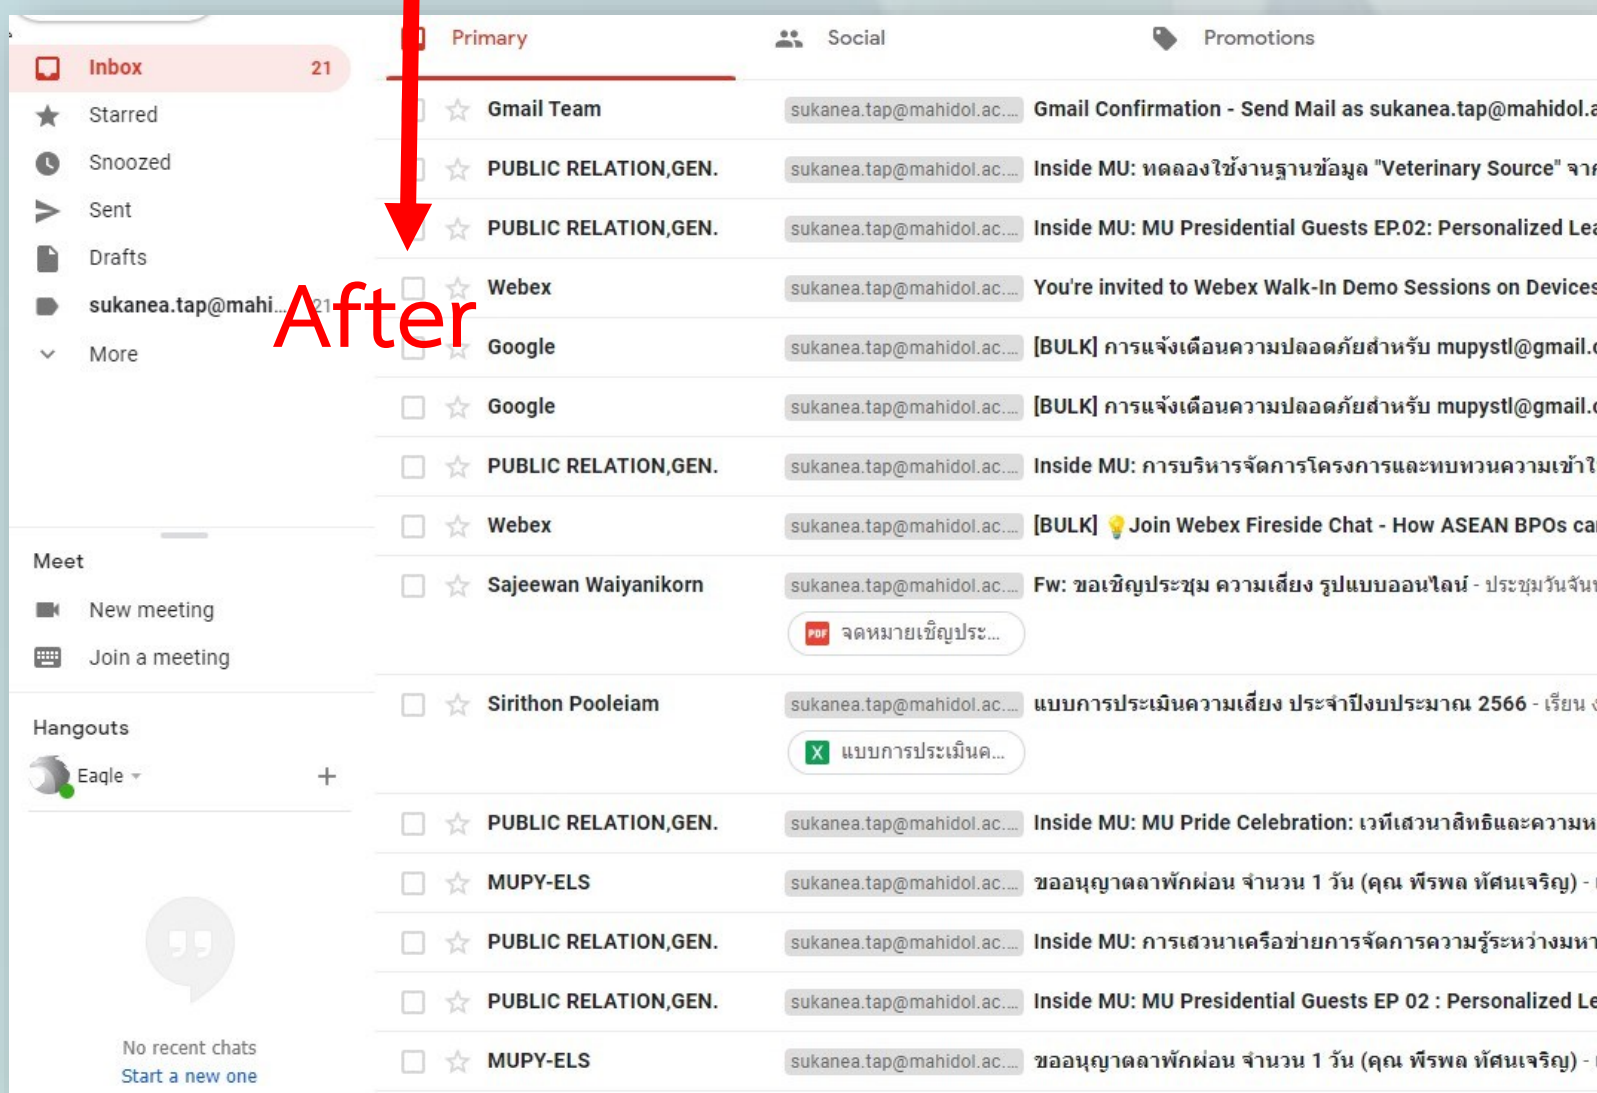 Primary
Social
Promotions
Inbox 21
Starred
Snoozed
Sent
Drafts
sukanea.tap@mahi... 21
More
After
Gmail Team sukanea.tap@mahidol.ac.... Gmail Confirmation - Send Mail as sukanea.tap@mahidol.a
PUBLIC RELATION,GEN. sukanea.tap@mahidol.ac.... Inside MU: ทดลองใช้งานฐานข้อมูล "Veterinary Source" จาก
PUBLIC RELATION,GEN. sukanea.tap@mahidol.ac.... Inside MU: MU Presidential Guests EP.02: Personalized Lea
Webex sukanea.tap@mahidol.ac.... You're invited to Webex Walk-In Demo Sessions on Devices
Google sukanea.tap@mahidol.ac.... [BULK] การแจ้งเตือนความปลอดภัยสำหรับ mupystl@gmail.c
Google sukanea.tap@mahidol.ac.... [BULK] การแจ้งเตือนความปลอดภัยสำหรับ mupystl@gmail.c
PUBLIC RELATION,GEN. sukanea.tap@mahidol.ac.... Inside MU: การบริหารจัดการโครงการและทบทวนความเข้าใ
Webex sukanea.tap@mahidol.ac.... [BULK] 💡Join Webex Fireside Chat - How ASEAN BPOs can
Sajeewan Waiyanikorn sukanea.tap@mahidol.ac.... Fw: ขอเชิญประชุม ความเสี่ยง รูปแบบออนไลน์ - ประชุมวันจันท
PDF จดหมายเชิญประ...
Sirithon Pooleiam sukanea.tap@mahidol.ac.... แบบการประเมินความเสี่ยง ประจำปีงบประมาณ 2566 - เรียน ง
X แบบการประเมินค...
PUBLIC RELATION,GEN. sukanea.tap@mahidol.ac.... Inside MU: MU Pride Celebration: เวทีเสวนาสิทธิและความห
MUPY-ELS sukanea.tap@mahidol.ac.... ขออนุญาตลาพักผ่อน จำนวน 1 วัน (คุณ พีรพล ทัศนเจริญ) -
PUBLIC RELATION,GEN. sukanea.tap@mahidol.ac.... Inside MU: การเสวนาเครือข่ายการจัดการความรู้ระหว่างมหา
PUBLIC RELATION,GEN. sukanea.tap@mahidol.ac.... Inside MU: MU Presidential Guests EP 02 : Personalized Le
MUPY-ELS sukanea.tap@mahidol.ac.... ขออนุญาตลาพักผ่อน จำนวน 1 วัน (คุณ พีรพล ทัศนเจริญ) -
Meet
New meeting
Join a meeting
Hangouts
Eaqle
No recent chats
Start a new one